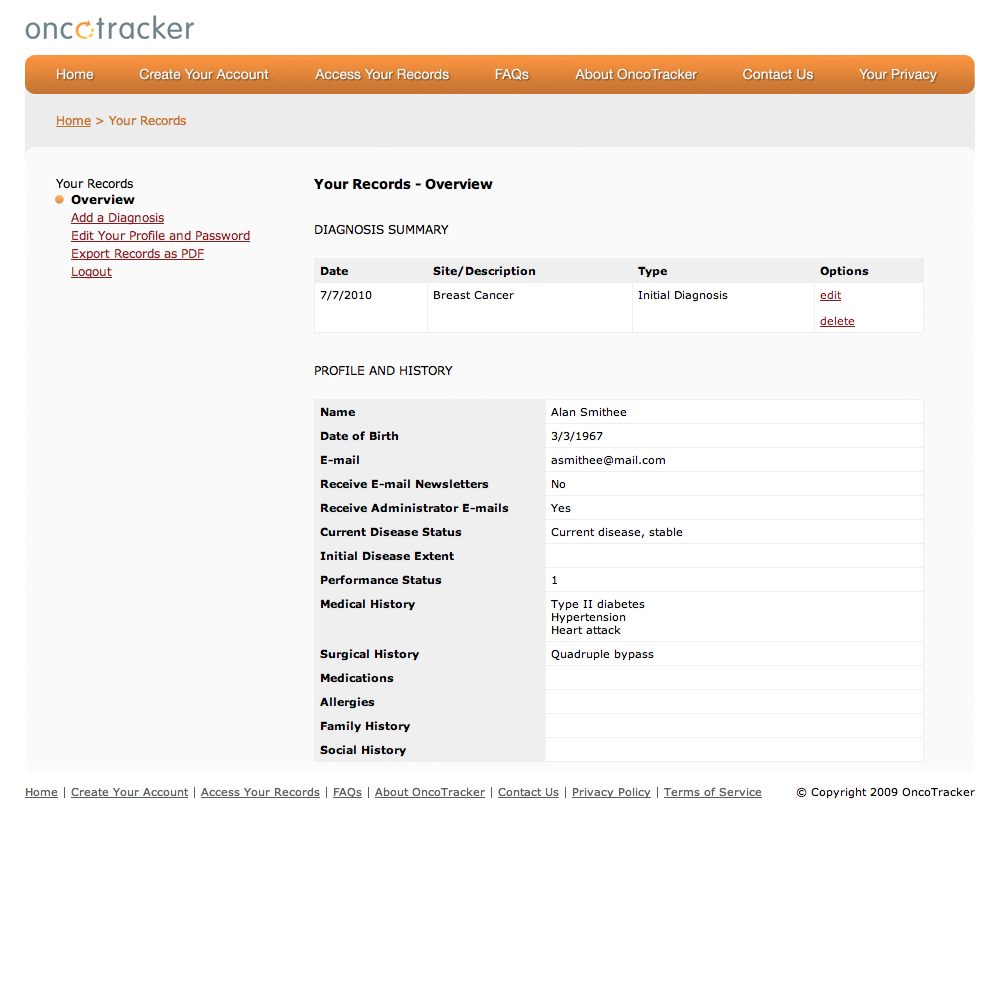 oncotracker
Home Create Your Account Access Your Records FAQs About OncoTracker Contact Us Your Privacy
Home > Your Records
Your Records
Overview
Add a Diagnosis
Edit Your Profile and Password
Export Records as PDF
Logout
Your Records - Overview
DIAGNOSIS SUMMARY
Date Site/Description Type Options
7/7/2010 Breast Cancer Initial Diagnosis edit
delete
PROFILE AND HISTORY
Name Alan Smithee
Date of Birth 3/3/1967
E-mail asmithee@mail.com
Receive E-mail Newsletters No
Receive Administrator E-mails Yes
Current Disease Status Current disease, stable
Initial Disease Extent
Performance Status 1
Medical History Type II diabetes
Hypertension
Heart attack
Surgical History Quadruple bypass
Medications
Allergies
Family History
Social History
Home | Create Your Account | Access Your Records | FAQs | About OncoTracker | Contact Us | Privacy Policy | Terms of Service © Copyright 2009 OncoTracker